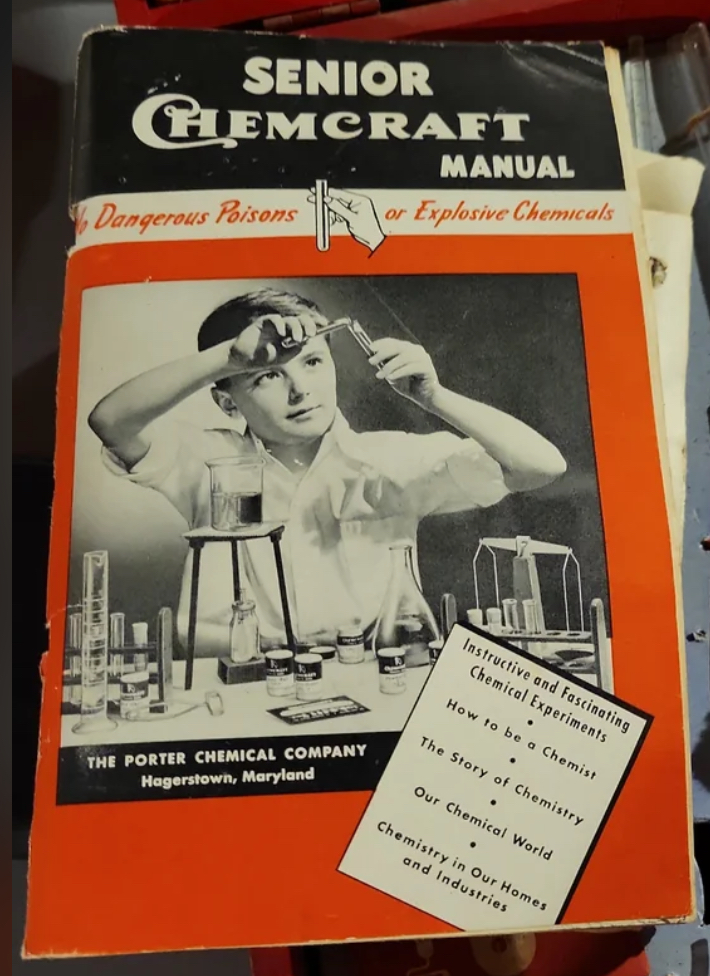 SENIOR
CHEMCRAFT
MANUAL
No Dangerous Poisons or Explosive Chemicals
THE PORTER CHEMICAL COMPANY
Hagerstown, Maryland
Instructive and Fascinating
Chemical Experiments
•
How to be a Chemist
•
The Story of Chemistry
•
Our Chemical World
•
Chemistry in Our Homes
and Industries